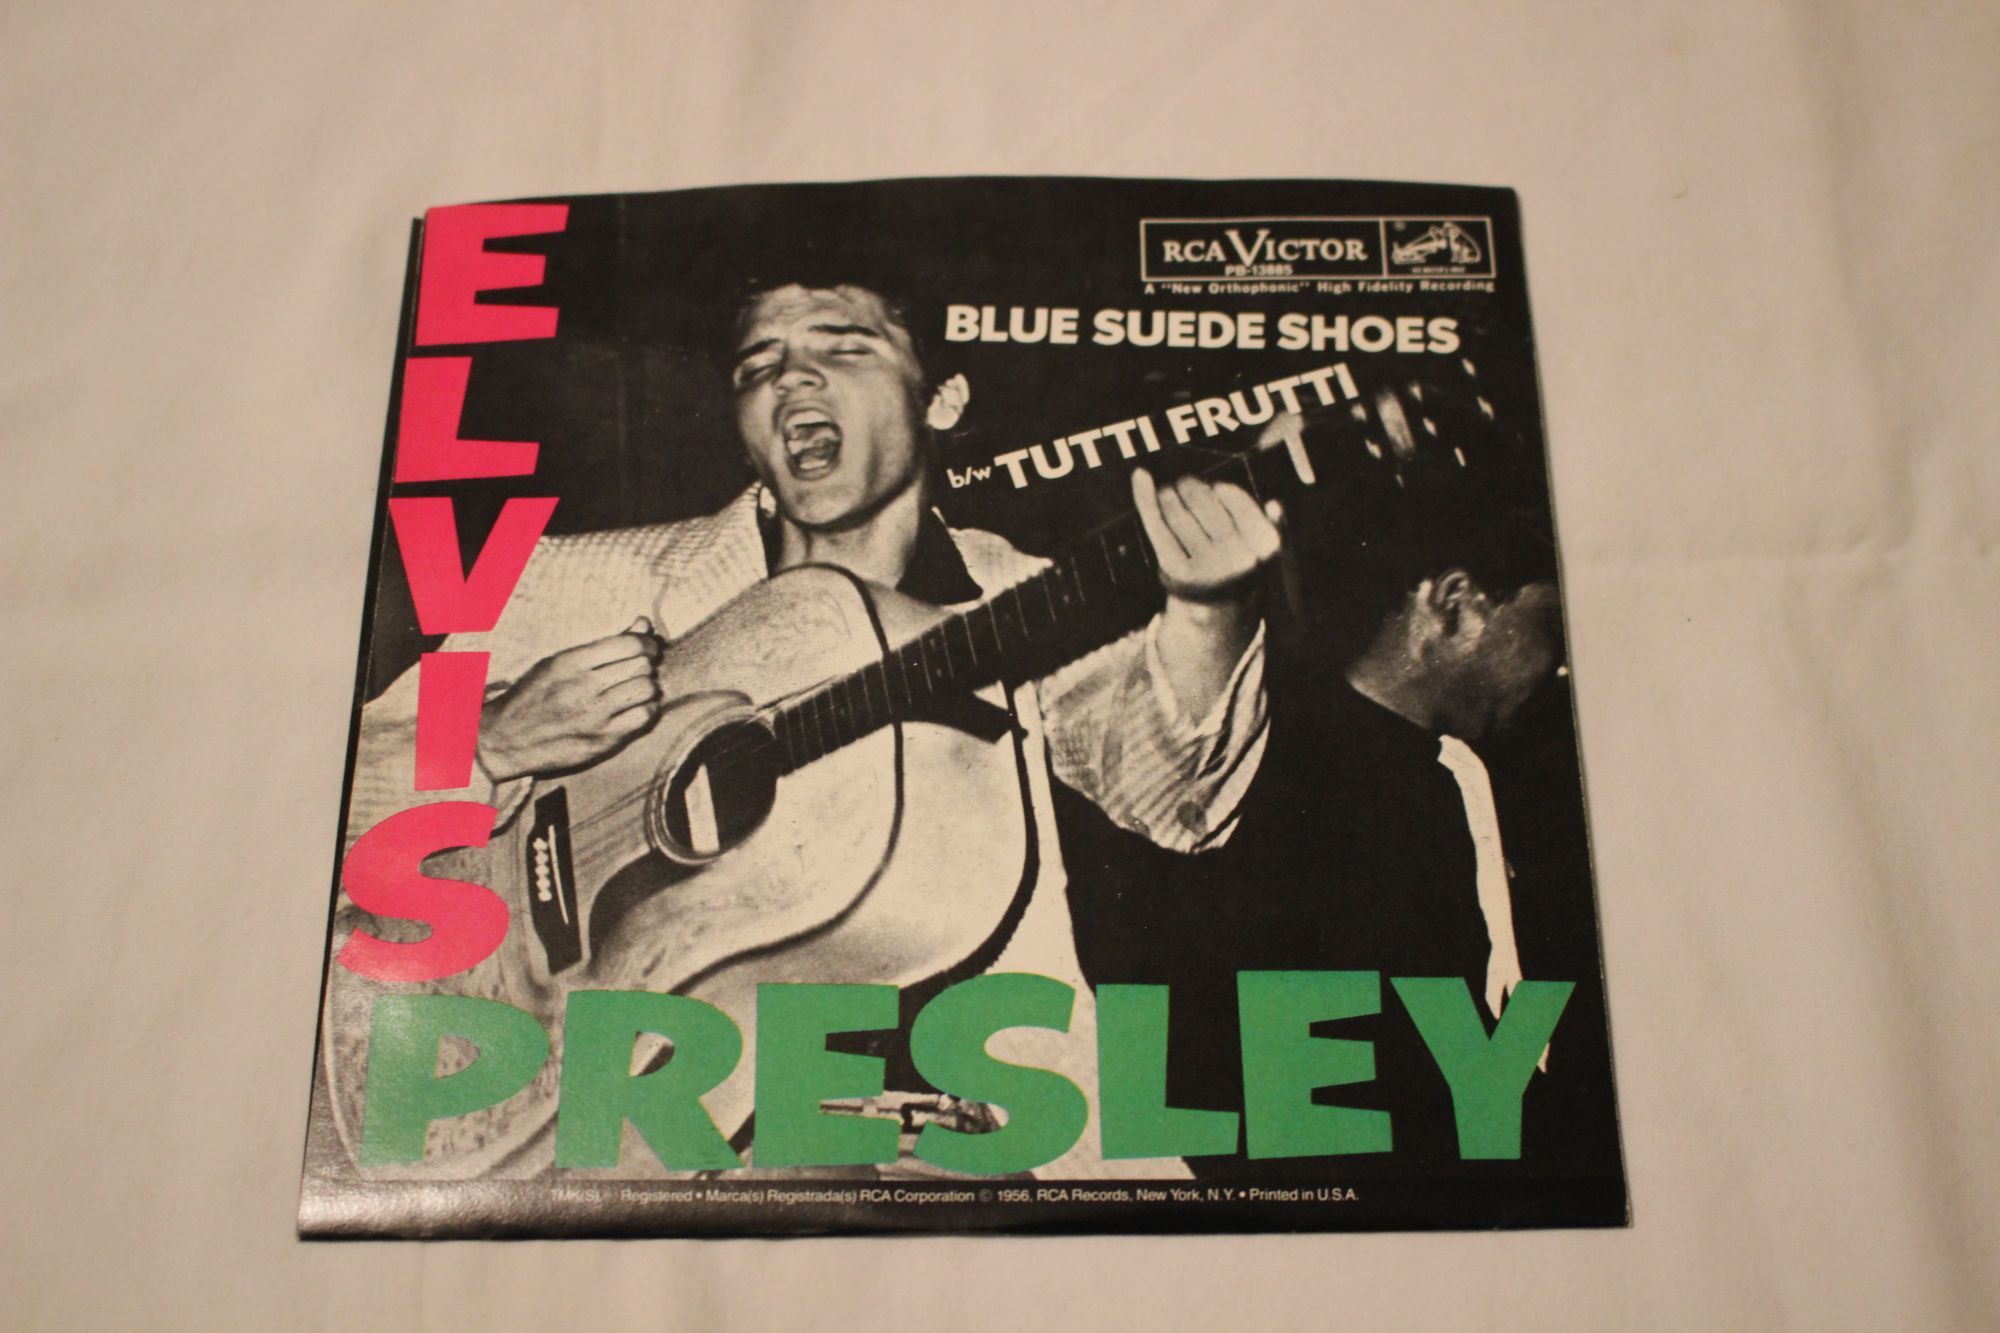 ELVIS
PRESLEY
RCA VICTOR
PB-13885
A "New Orthophonic" High Fidelity Recording
BLUE SUEDE SHOES
b/w TUTTI FRUTTI
RE
TMK(S) Registered • Marca(s) Registrada(s) RCA Corporation © 1956, RCA Records, New York, N.Y. • Printed in U.S.A.